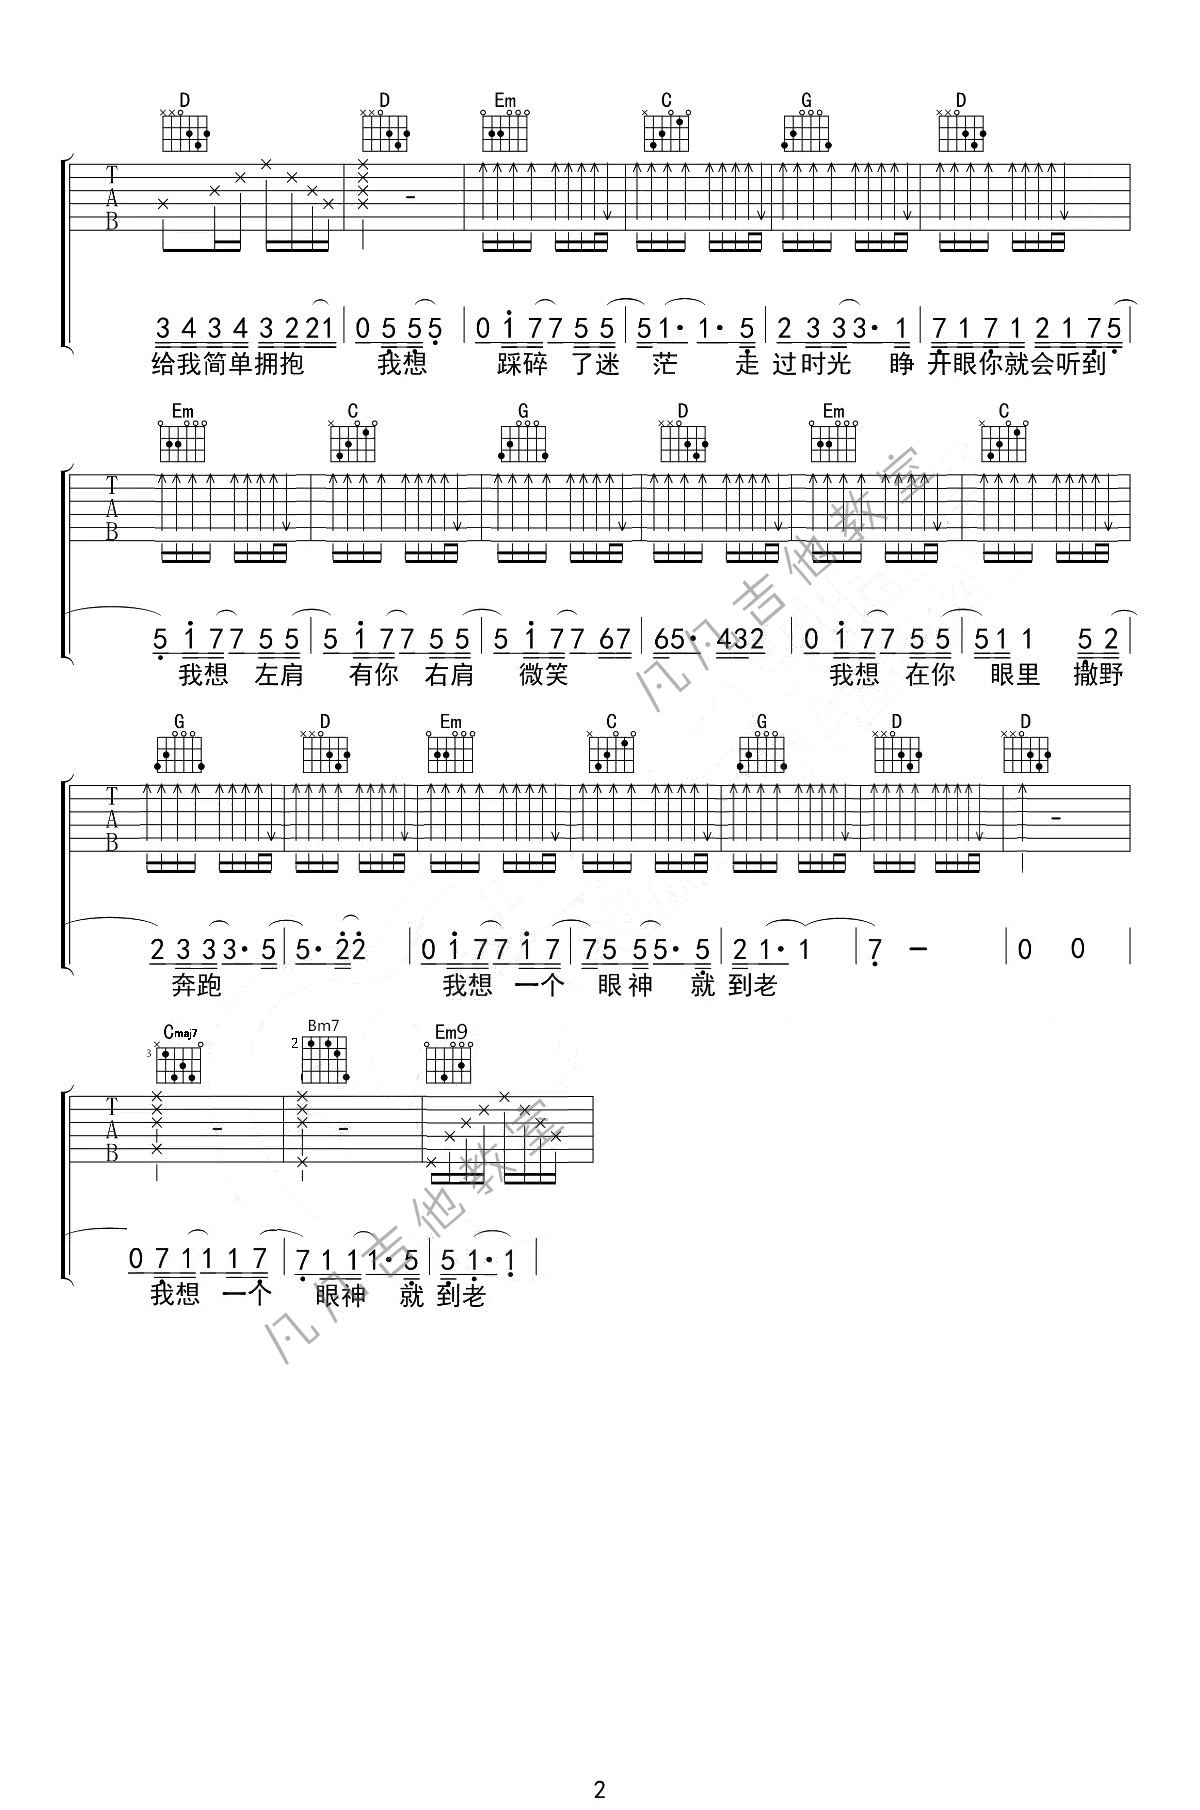 D D Em C G D
T A B
3 4 3 4 3 2 2 1 | 0 5 5 5 | 0 1 7 7 5 5 | 5 1· 1· 5 | 2 3 3 3· 1 | 7 1 7 1 2 1 7 5 |
给我简单拥抱 我想 踩碎 了迷 茫 走 过时光 睁 开眼你就会听到
Em C G D Em C
T A B
5 1 7 7 5 5 | 5 1 7 7 5 5 | 5 1 7 7 6 7 | 6 5· 4 3 2 | 0 1 7 7 5 5 | 5 1 1 5 2 |
我想 左肩 有你 右肩 微笑 我想 在你 眼里 撒野
G D Em C G D D
T A B
2 3 3 3· 5 | 5· 2 2 | 0 1 7 7 1 7 | 7 5 5 5· 5 | 2 1· 1 | 7 – | 0 0 |
奔跑 我想 一个 眼神 就 到老
Cmaj7 Bm7 Em9
3 2
T A B
0 7 1 1 1 7 | 7 1 1 1· 5 | 5 1· 1 |
我想 一个 眼神 就 到老
凡凡吉他教室
凡凡吉他教室
2